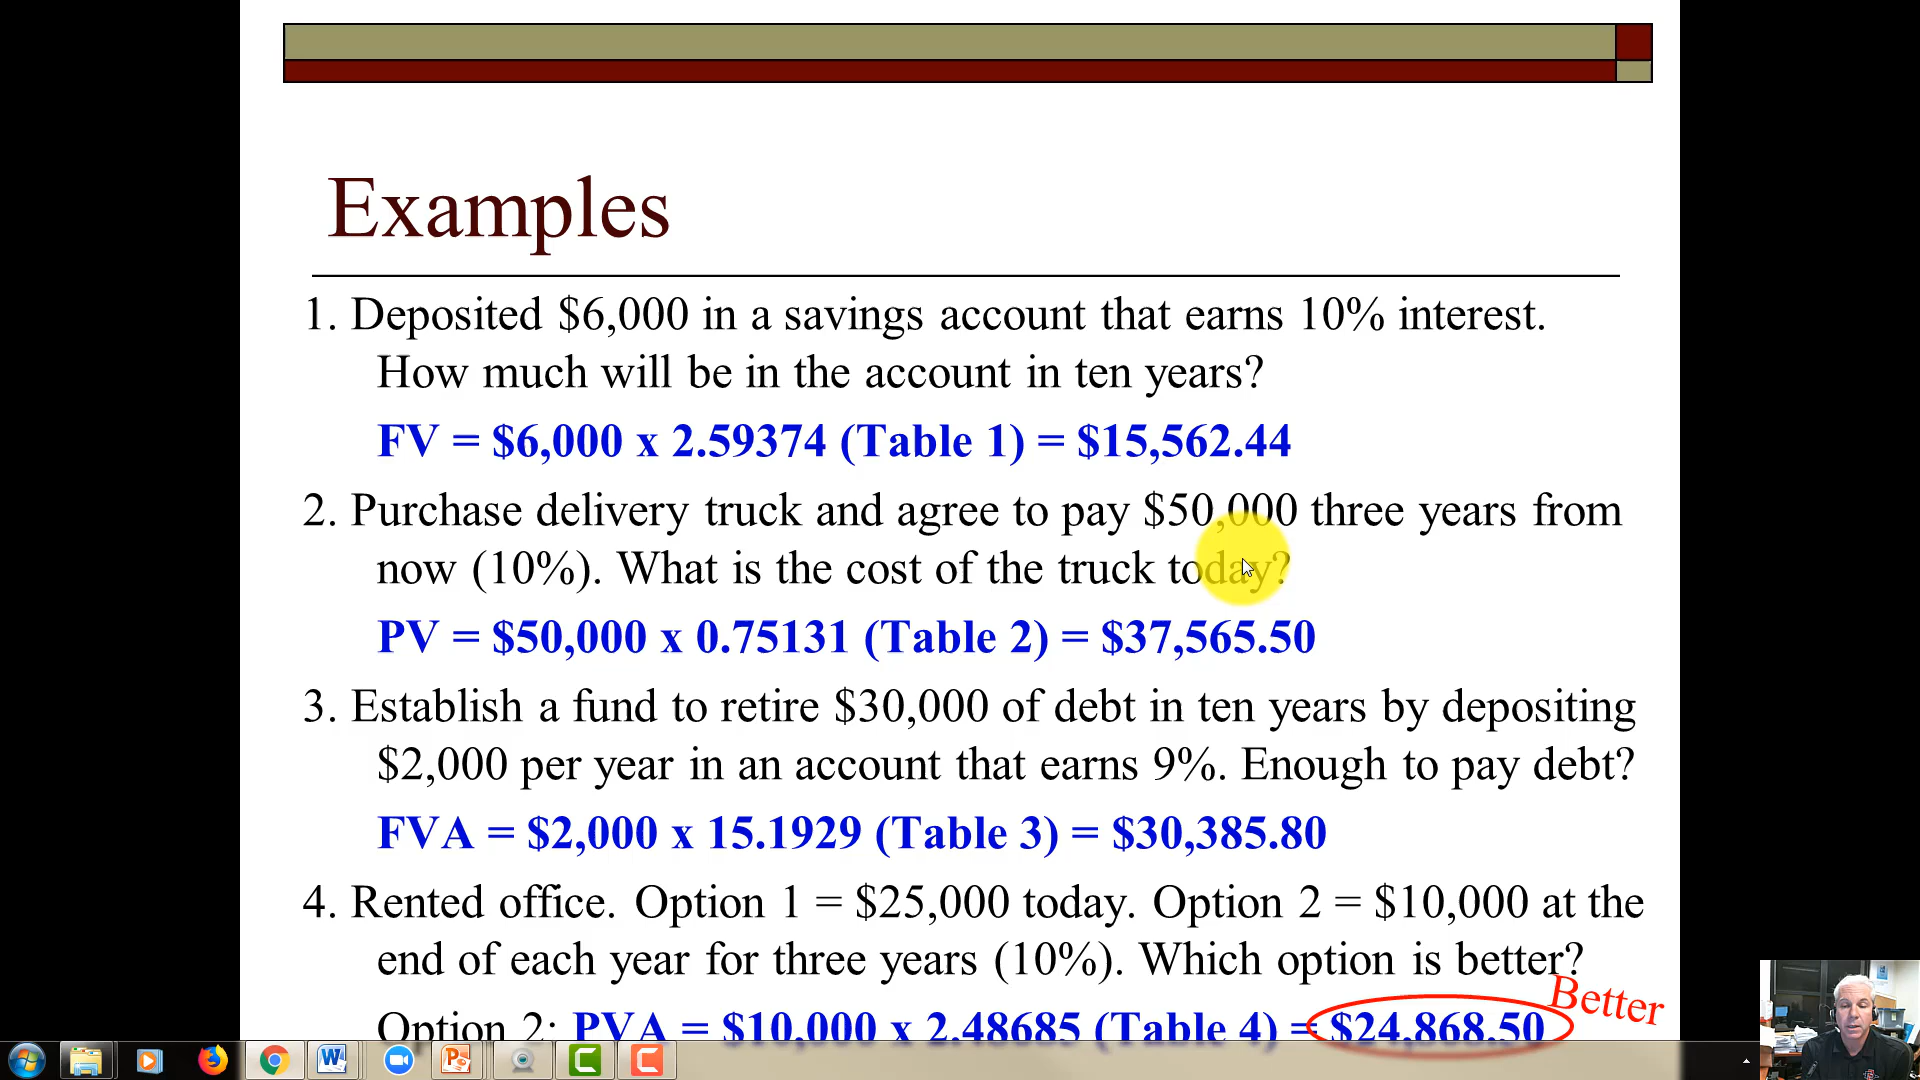 Examples
1. Deposited $6,000 in a savings account that earns 10% interest.
How much will be in the account in ten years?
FV = $6,000 x 2.59374 (Table 1) = $15,562.44
2. Purchase delivery truck and agree to pay $50,000 three years from
now (10%). What is the cost of the truck today?
PV = $50,000 x 0.75131 (Table 2) = $37,565.50
3. Establish a fund to retire $30,000 of debt in ten years by depositing
$2,000 per year in an account that earns 9%. Enough to pay debt?
FVA = $2,000 x 15.1929 (Table 3) = $30,385.80
4. Rented office. Option 1 = $25,000 today. Option 2 = $10,000 at the
end of each year for three years (10%). Which option is better?
Better
Option 2: PVA = $10,000 x 2.48685 (Table 4) = $24,868.50